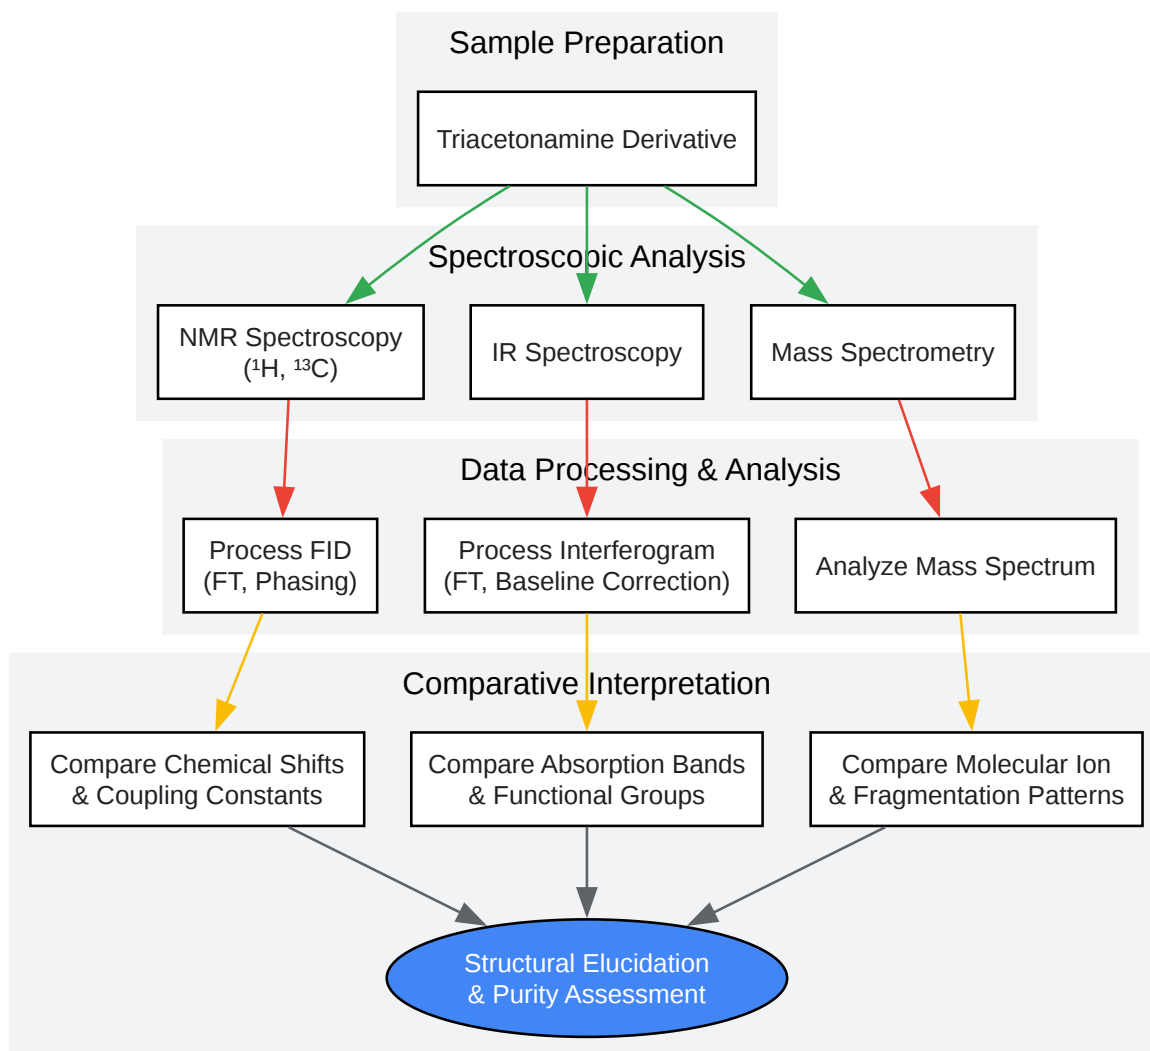 Sample Preparation
Triacetonamine Derivative
Spectroscopic Analysis
NMR Spectroscopy
(¹H, ¹³C)
IR Spectroscopy
Mass Spectrometry
Data Processing & Analysis
Process FID
(FT, Phasing)
Process Interferogram
(FT, Baseline Correction)
Analyze Mass Spectrum
Comparative Interpretation
Compare Chemical Shifts
& Coupling Constants
Compare Absorption Bands
& Functional Groups
Compare Molecular Ion
& Fragmentation Patterns
Structural Elucidation
& Purity Assessment